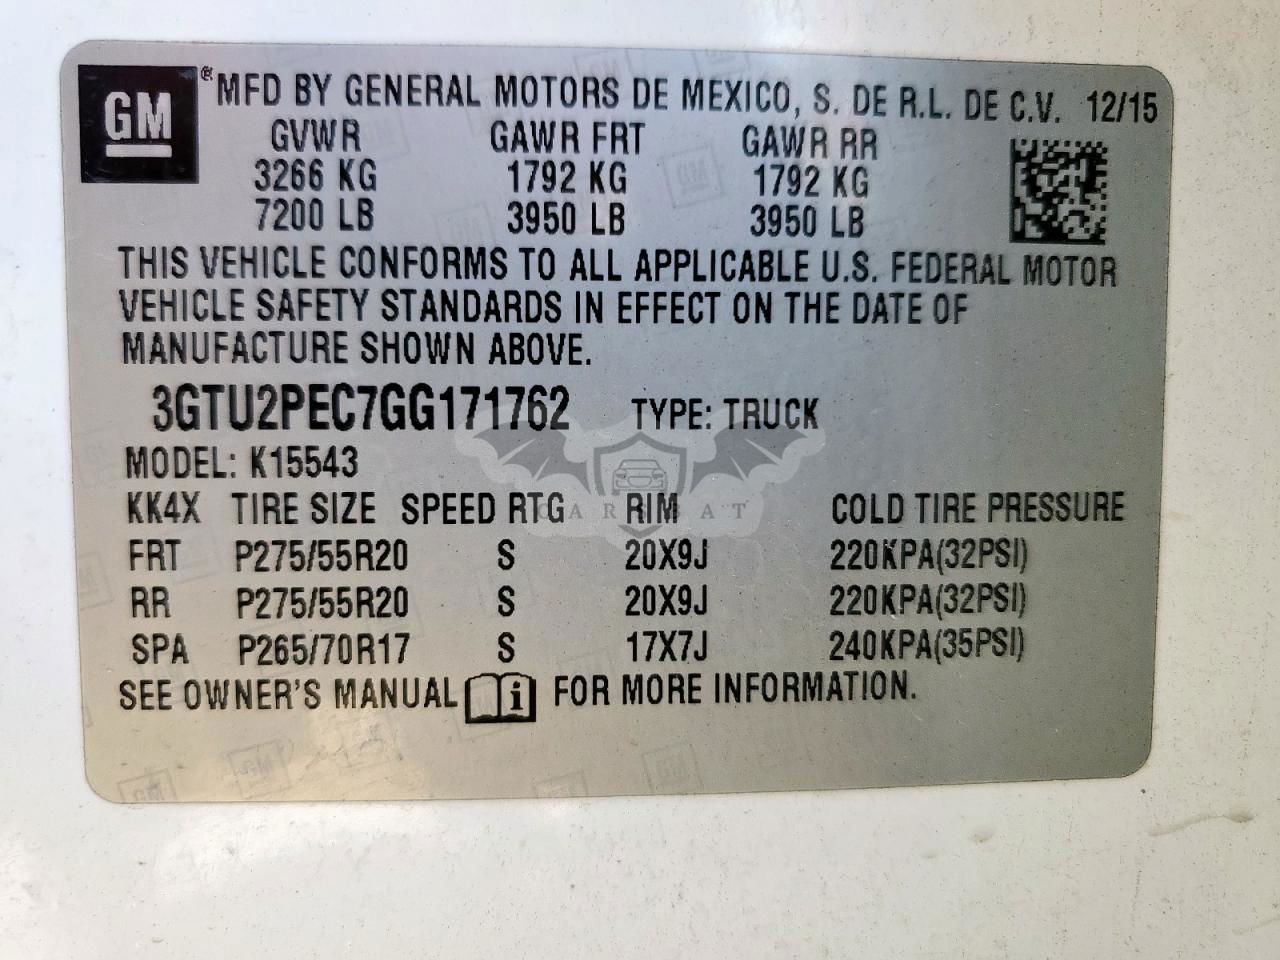 GM ® MFD BY GENERAL MOTORS DE MEXICO, S. DE R.L. DE C.V. 12/15
GVWR GAWR FRT GAWR RR
3266 KG 1792 KG 1792 KG
7200 LB 3950 LB 3950 LB
THIS VEHICLE CONFORMS TO ALL APPLICABLE U.S. FEDERAL MOTOR
VEHICLE SAFETY STANDARDS IN EFFECT ON THE DATE OF
MANUFACTURE SHOWN ABOVE.
3GTU2PEC7GG171762 TYPE: TRUCK
MODEL: K15543
KK4X TIRE SIZE SPEED RTG RIM COLD TIRE PRESSURE
CARSBAT
FRT P275/55R20 S 20X9J 220KPA(32PSI)
RR P275/55R20 S 20X9J 220KPA(32PSI)
SPA P265/70R17 S 17X7J 240KPA(35PSI)
SEE OWNER'S MANUAL i FOR MORE INFORMATION.